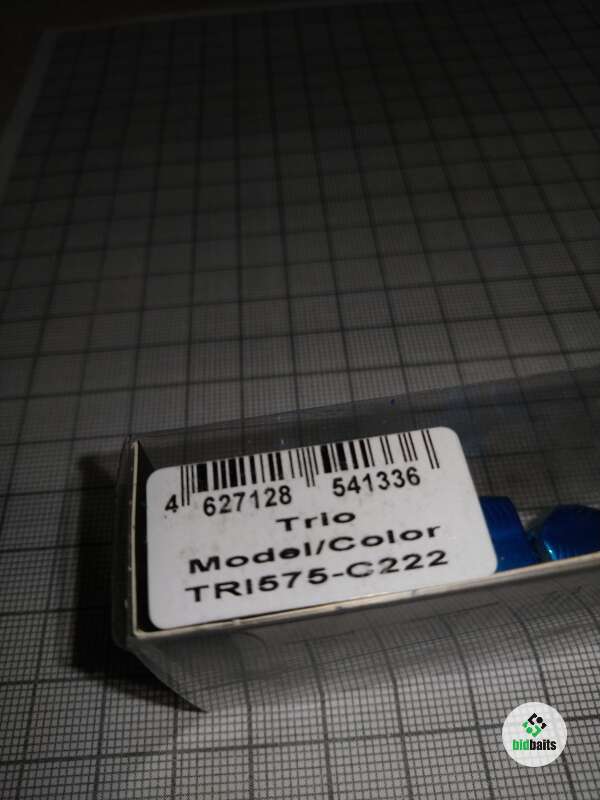 4 627128 541336
Trio
Model/Color
TRI575-C222
bidbaits